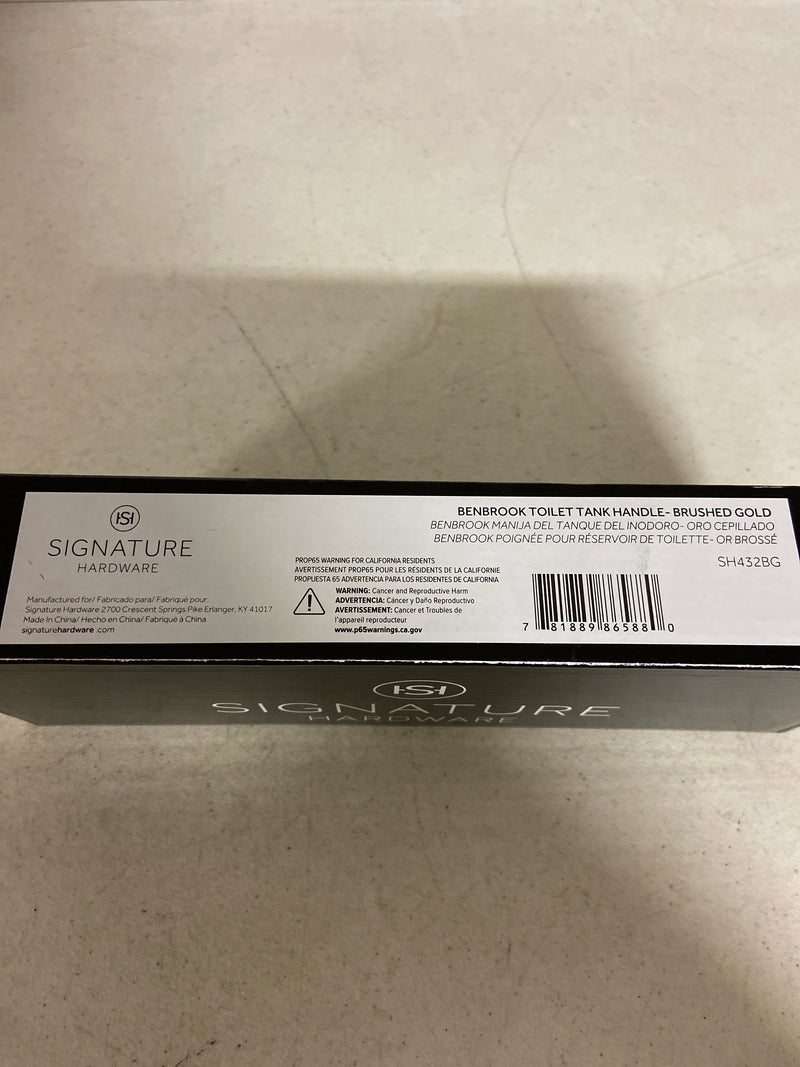 SH
SIGNATURE
HARDWARE
Manufactured for/ Fabricado para/ Fabriqué pour:
Signature Hardware 2700 Crescent Springs Pike Erlanger, KY 41017
Made In China/ Hecho en China/ Fabriqué à China
signaturehardware .com
PROP65 WARNING FOR CALIFORNIA RESIDENTS
AVERTISSEMENT PROP65 POUR LES RÉSIDENTS DE LA CALIFORNIE
PROPUESTA 65 ADVERTENCIA PARA LOS RESIDENTES DE CALIFORNIA
WARNING: Cancer and Reproductive Harm
ADVERTENCIA: Cáncer y Daño Reproductivo
AVERTISSEMENT: Cancer et Troubles de
l'appareil reproducteur
www.p65warnings.ca.gov
BENBROOK TOILET TANK HANDLE- BRUSHED GOLD
BENBROOK MANIJA DEL TANQUE DEL INODORO- ORO CEPILLADO
BENBROOK POIGNÉE POUR RÉSERVOIR DE TOILETTE- OR BROSSÉ
SH432BG
7 81889 86588 0
SH
SIGNATURE
HARDWARE